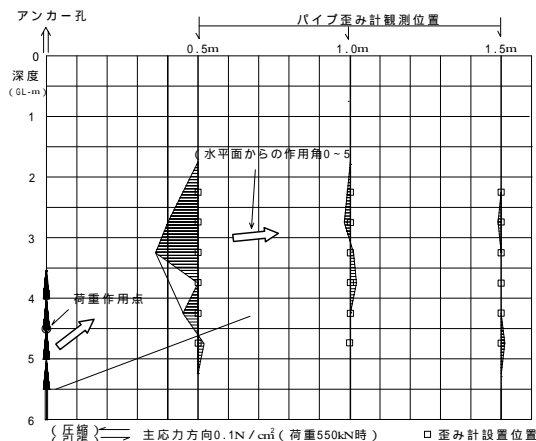 アンカー孔
パイプ歪み計観測位置
0.5m 1.0m 1.5m
0
深度
(GL-m)
1
(水平面からの作用角0~5
2
3
4
荷重作用点
5
6
(圧縮) 主応力方向0.1N/cm² (荷重550kN時) 歪み計設置位置